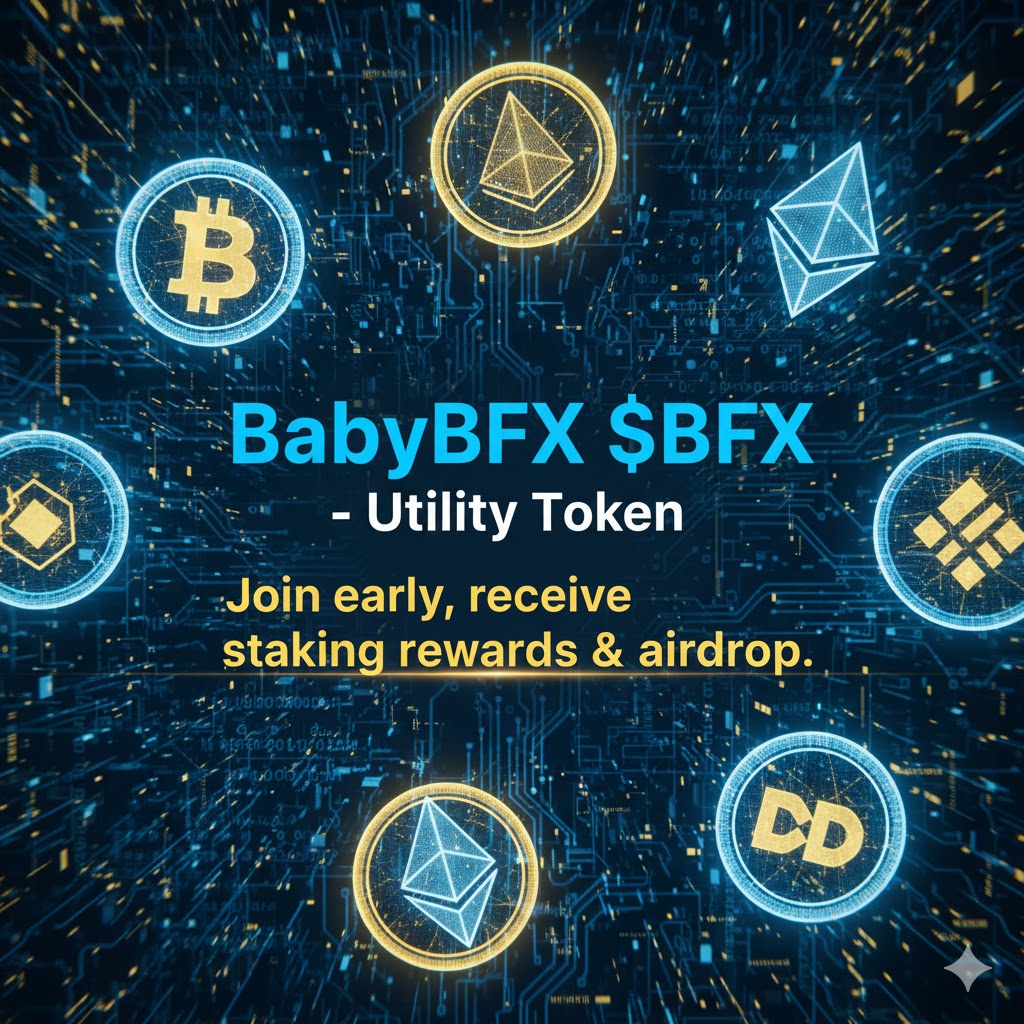 BabyBFX $BFX
- Utility Token
Join early, receive
staking rewards & airdrop.